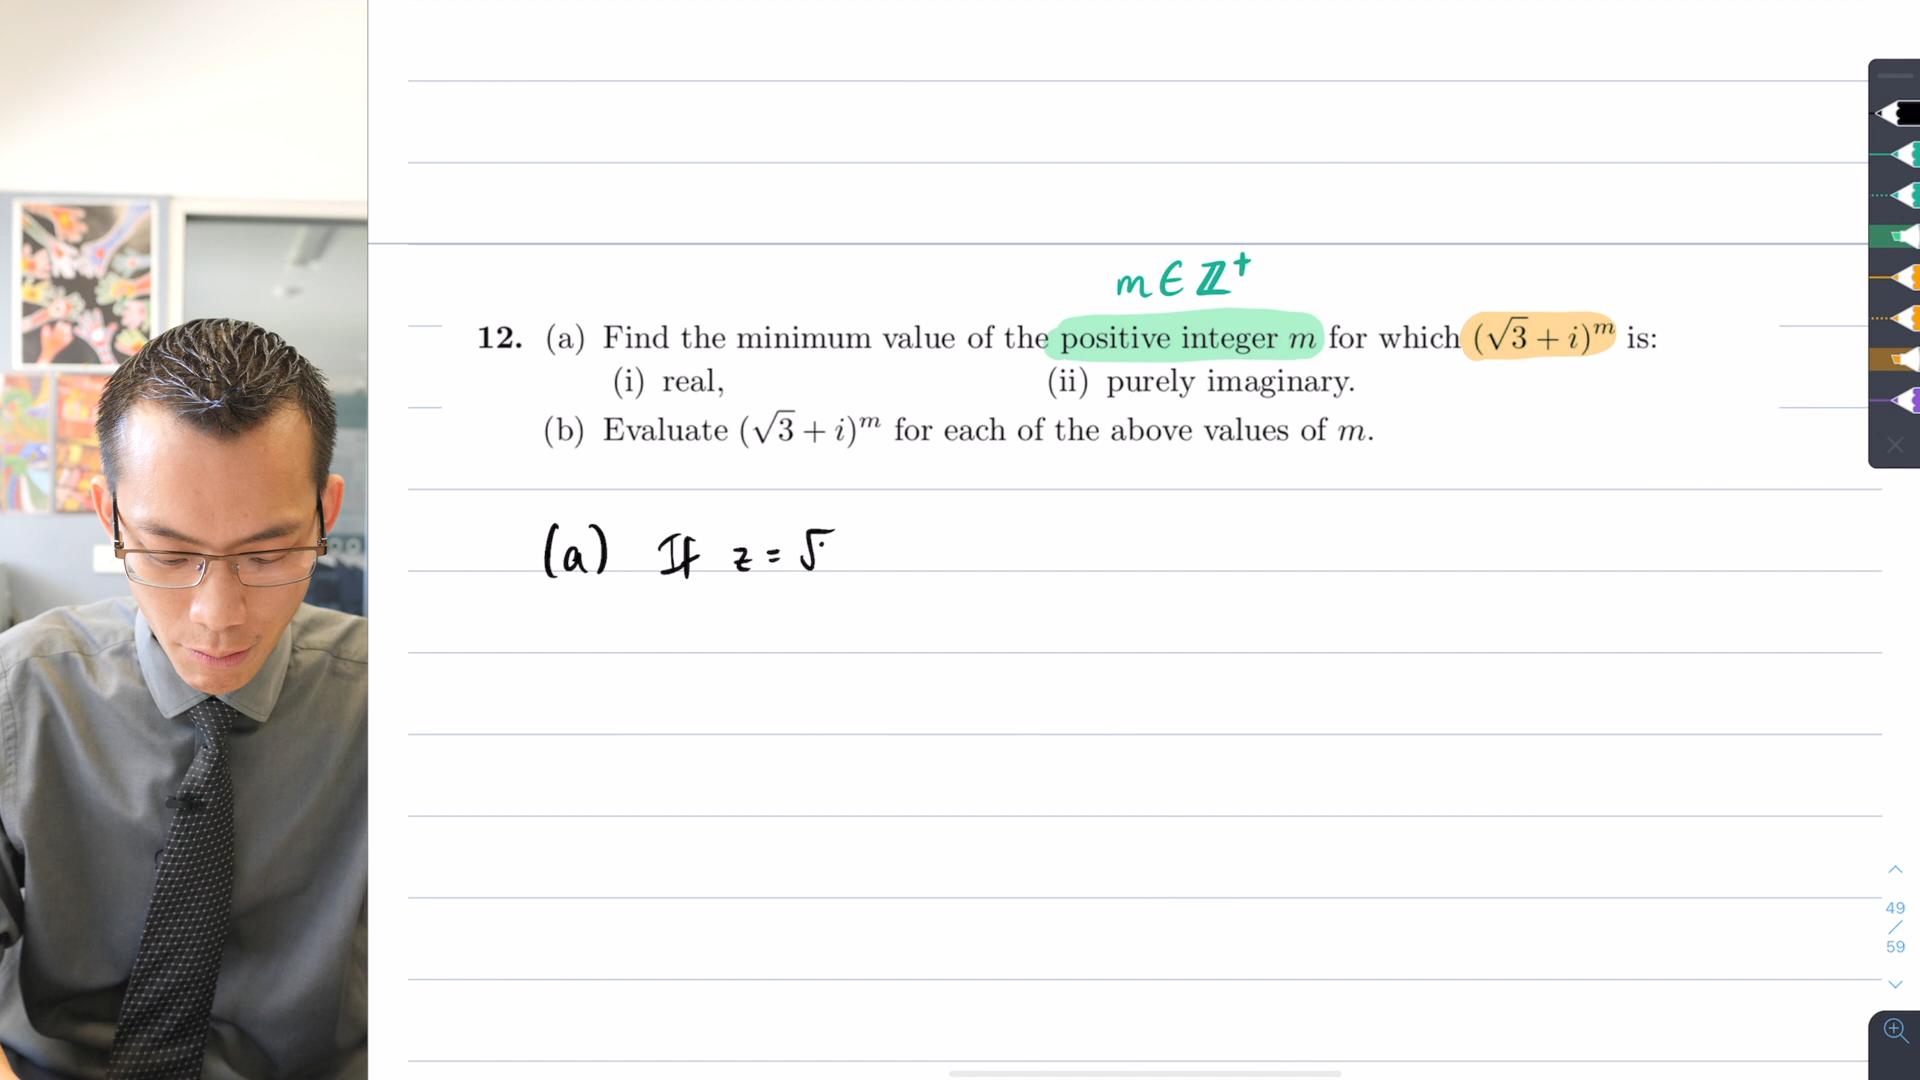 m ∈ ℤ⁺
12. (a) Find the minimum value of the positive integer m for which (√3 + i)ᵐ is:
(i) real, (ii) purely imaginary.
(b) Evaluate (√3 + i)ᵐ for each of the above values of m.
(a) If z = √
49
/
59